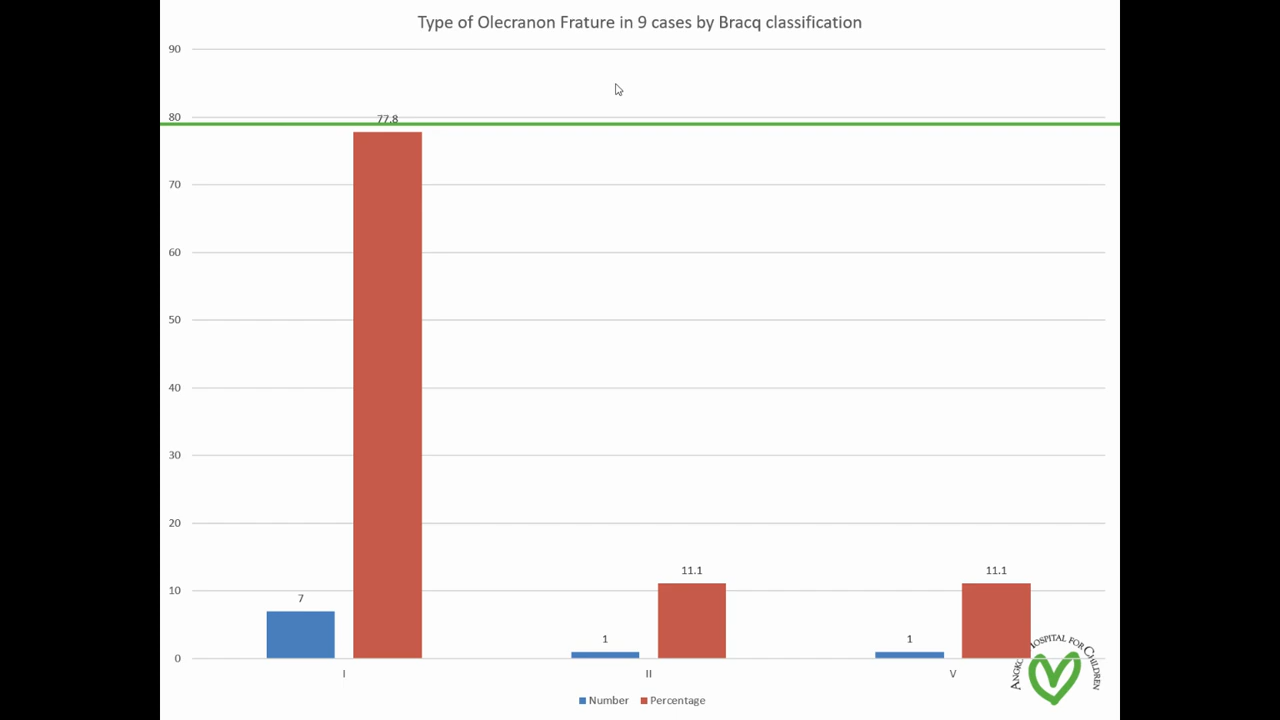 Type of Olecranon Frature in 9 cases by Bracq classification
90
80
70
60
50
40
30
20
10
0
77.8
7
11.1
1
11.1
1
I
II
V
Number
Percentage
ANGKOR HOSPITAL FOR CHILDREN